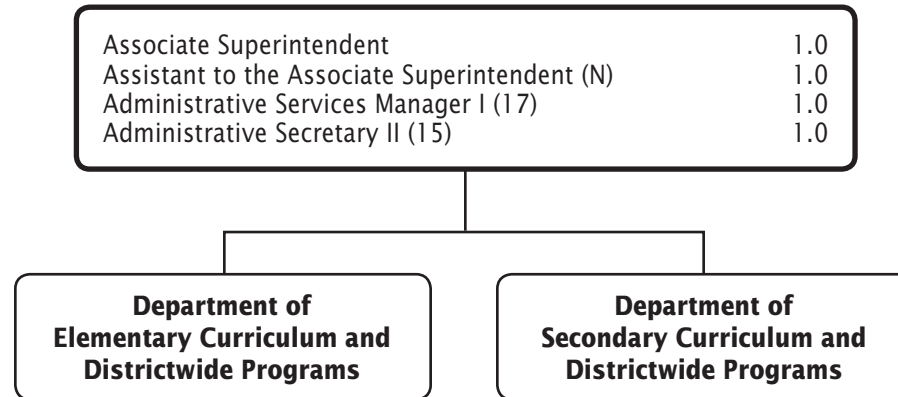 Associate Superintendent 1.0
Assistant to the Associate Superintendent (N) 1.0
Administrative Services Manager I (17) 1.0
Administrative Secretary II (15) 1.0
Department of
Elementary Curriculum and
Districtwide Programs
Department of
Secondary Curriculum and
Districtwide Programs